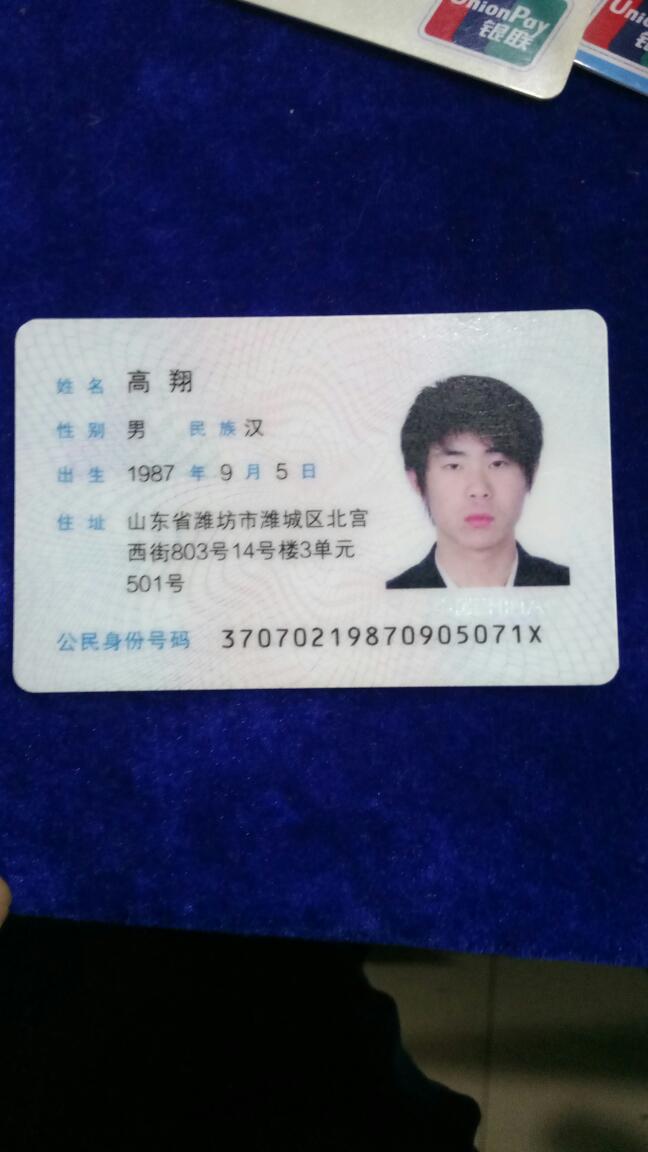 UnionPay
银联
姓名 高翔
性别 男 民族 汉
出生 1987 年 9 月 5 日
住址 山东省潍坊市潍城区北宫
西街803号14号楼3单元
501号
公民身份号码 37070219870905071X